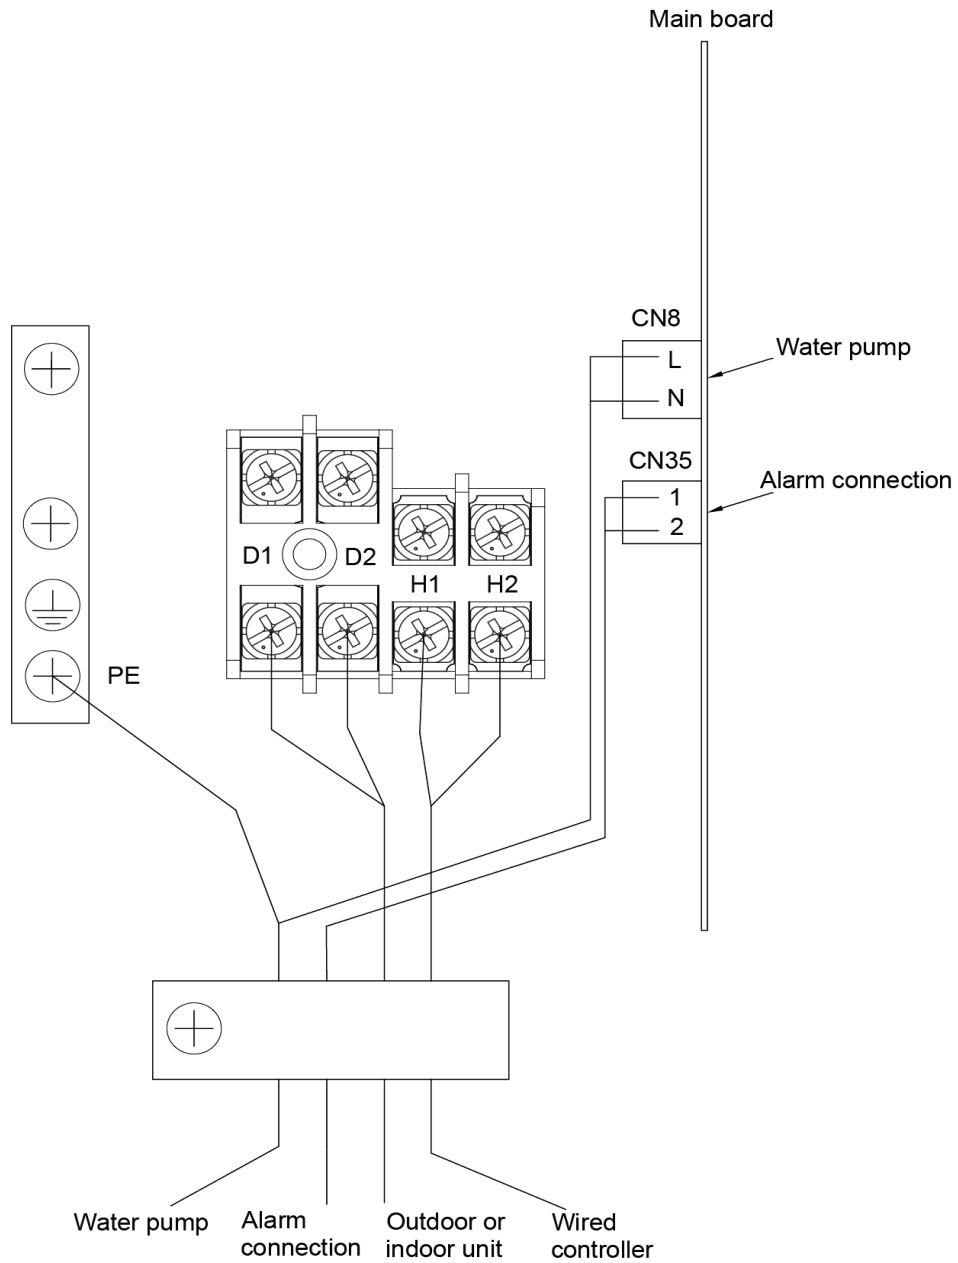 Main board
CN8
L
Water pump
N
CN35
1
Alarm connection
2
D1
D2
H1
H2
PE
Water pump
Alarm
connection
Outdoor or
indoor unit
Wired
controller